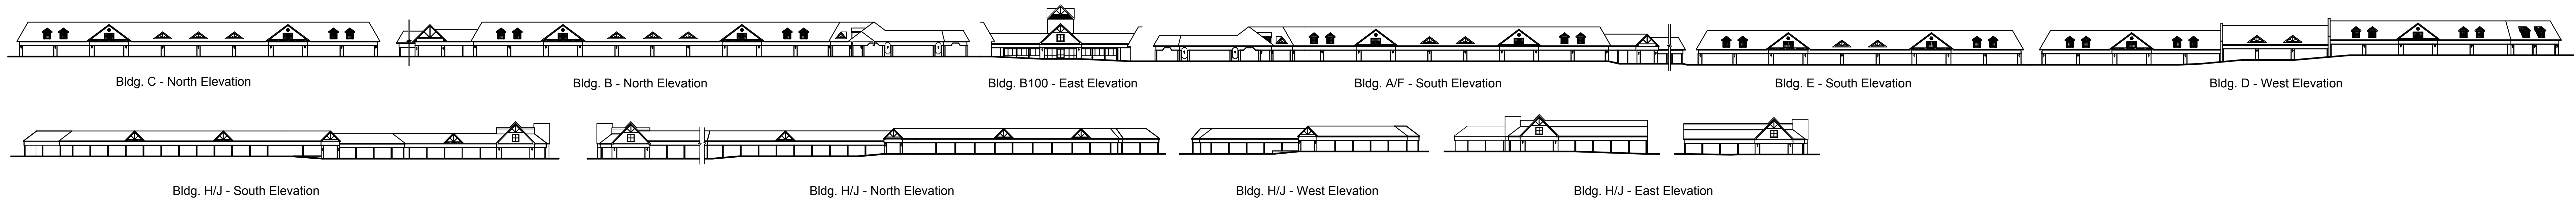 Bldg. C - North Elevation
Bldg. B - North Elevation
Bldg. B100 - East Elevation
Bldg. A/F - South Elevation
Bldg. E - South Elevation
Bldg. D - West Elevation
Bldg. H/J - South Elevation
Bldg. H/J - North Elevation
Bldg. H/J - West Elevation
Bldg. H/J - East Elevation